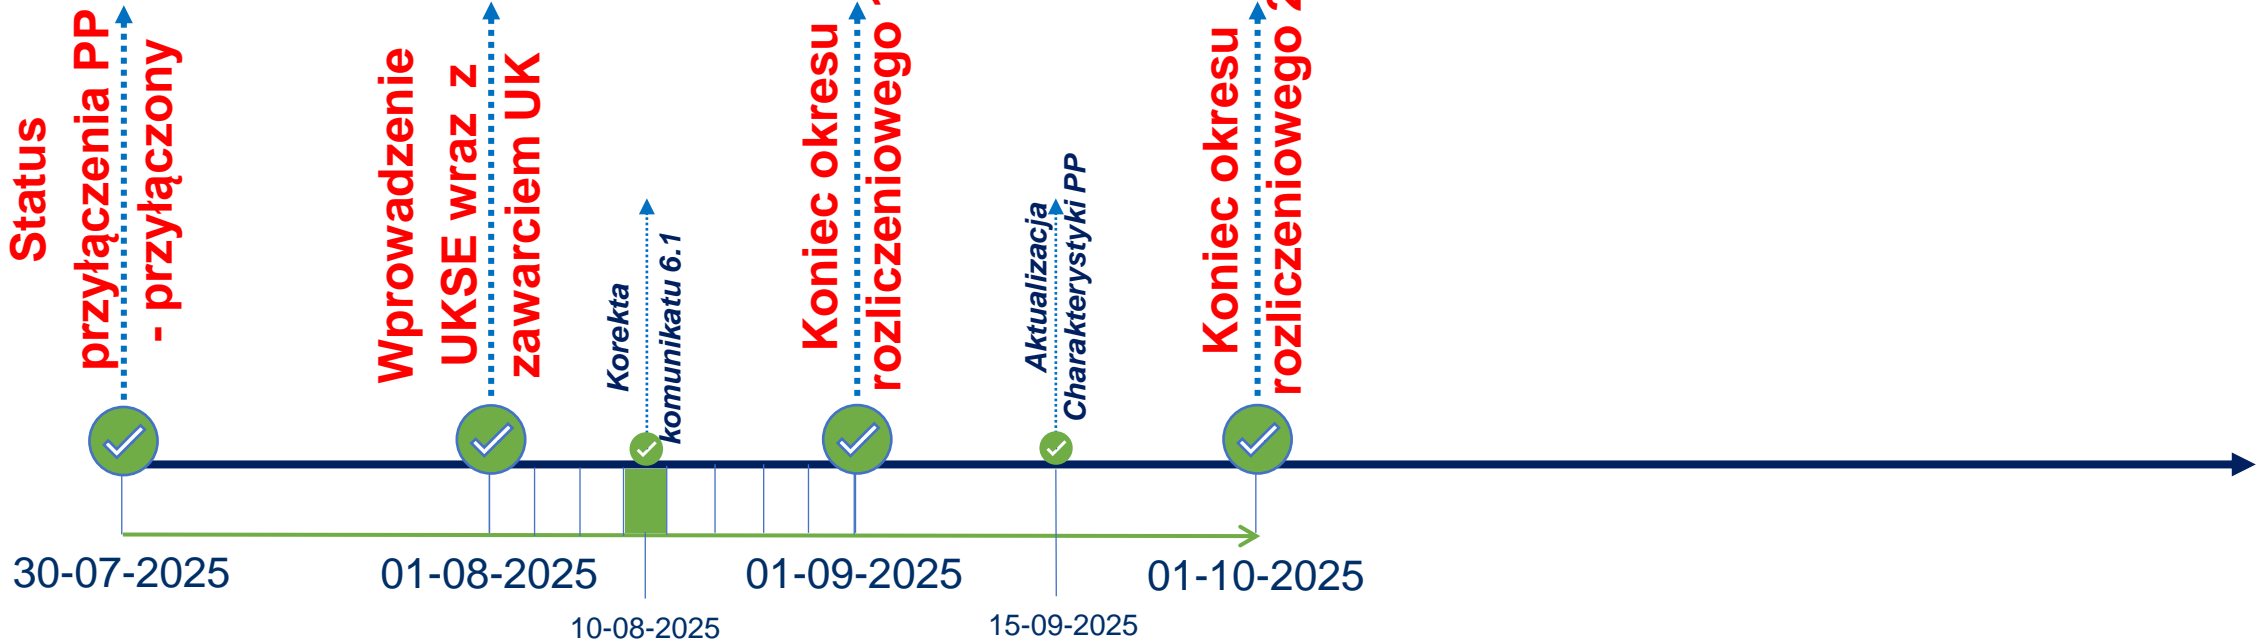 Status
przyłączenia PP
- przyłączony
Wprowadzenie
UKSE wraz z
zawarciem UK
Korekta
komunikatu 6.1
Koniec okresu
rozliczeniowego
Aktualizacja
Charakterystyki PP
Koniec okresu
rozliczeniowego 2
30-07-2025
01-08-2025
10-08-2025
01-09-2025
15-09-2025
01-10-2025